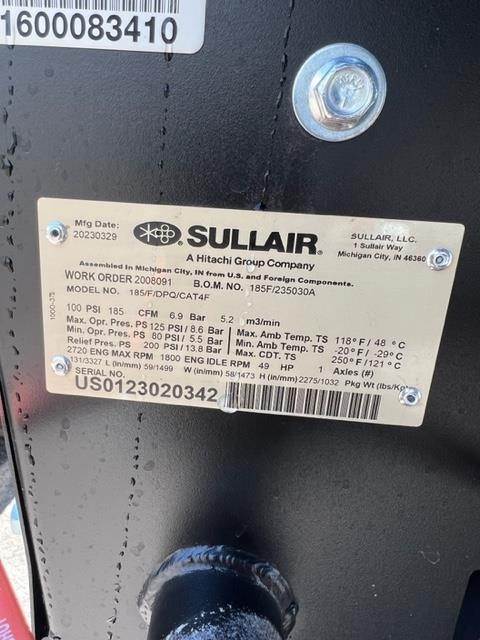 1600083410
Mfg Date:
20230329
SULLAIR®
A Hitachi Group Company
SULLAIR, LLC.
1 Sullair Way
Michigan City, IN 46360
Assembled in Michigan City, IN from U.S. and Foreign Components.
WORK ORDER 2008091 B.O.M. NO. 185F/235030A
MODEL NO. 185/F/DPQ/CAT4F
100 PSI 185 CFM 6.9 Bar 5.2 m3/min
Max. Opr. Pres. PS 125 PSI / 8.6 Bar Max. Amb Temp. TS 118°F / 48 °C
Min. Opr. Pres. PS 80 PSI / 5.5 Bar Min. Amb Temp. TS -20°F / -29°C
Relief Pres. PS 200 PSI / 13.8 Bar Max. CDT. TS 250°F / 121°C
2720 ENG MAX RPM 1800 ENG IDLE RPM 49 HP 1 Axles (#)
131/3327 L (in/mm) 59/1499 W (in/mm) 58/1473 H (in/mm) 2275/1032 Pkg Wt (lbs/Kgs)
SERIAL NO.
US0123020342